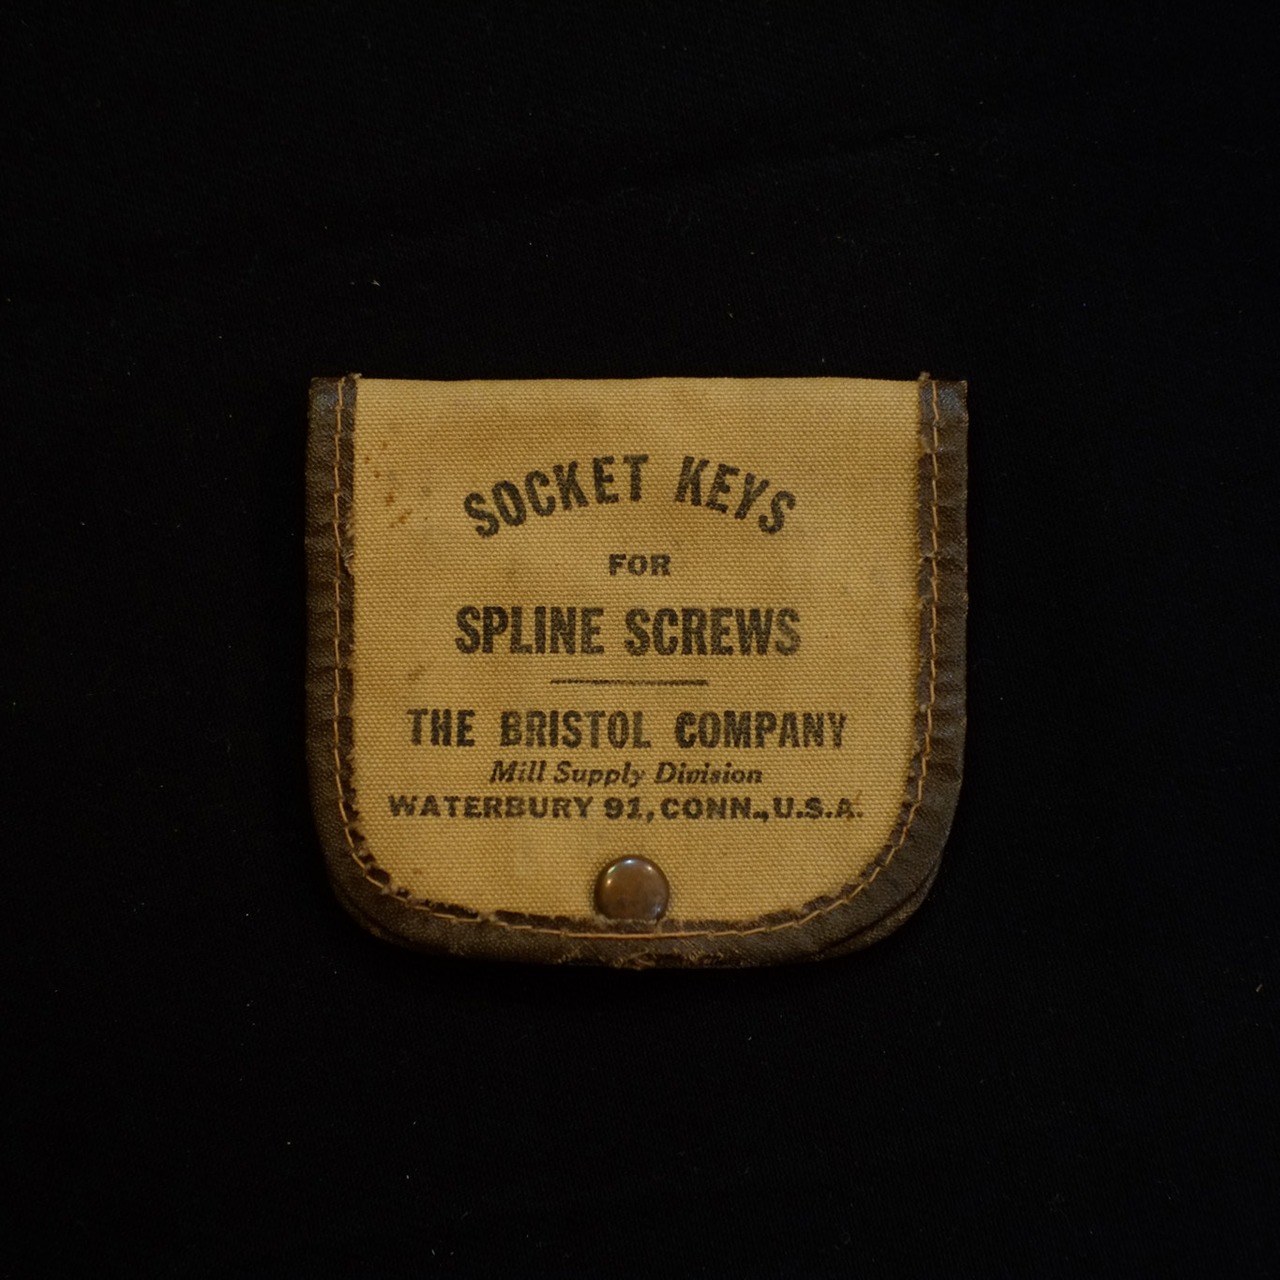 SOCKET KEYS
FOR
SPLINE SCREWS
THE BRISTOL COMPANY
Mill Supply Division
WATERBURY 91, CONN., U.S.A.